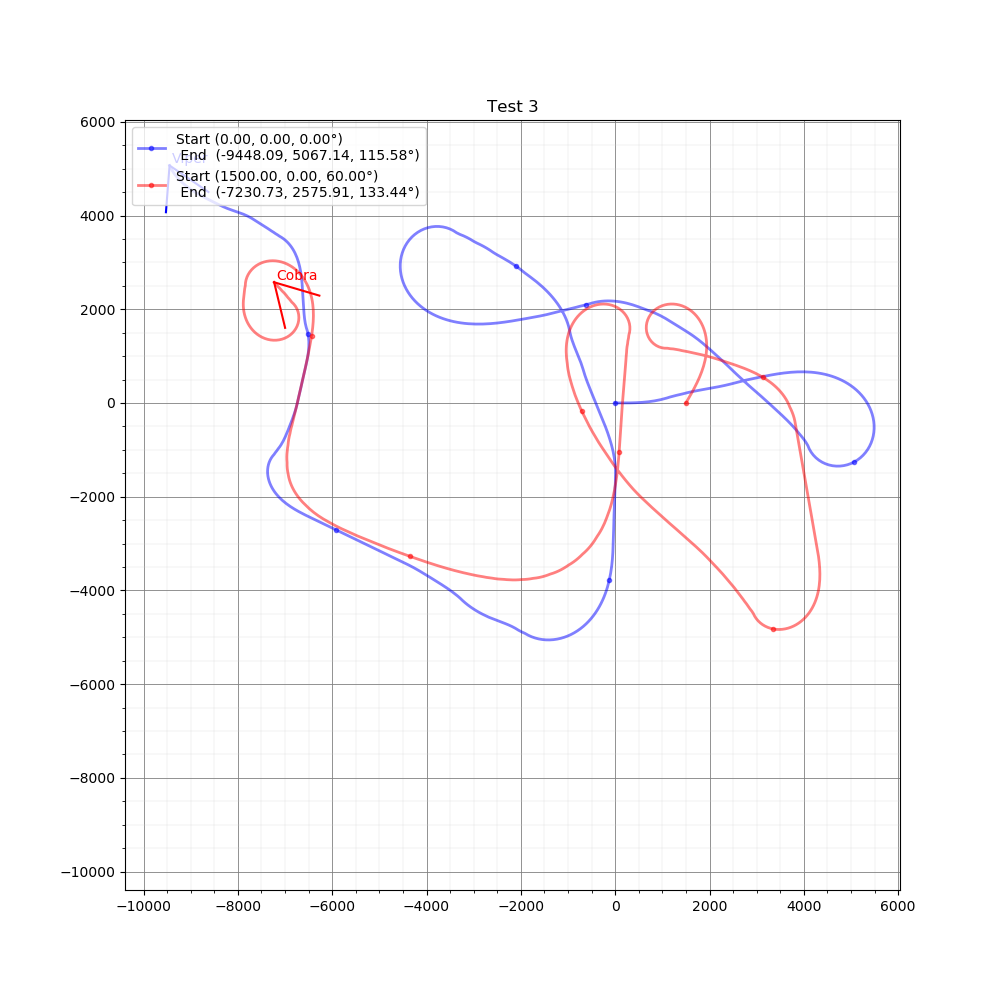 Test 3
6000
4000
2000
0
−2000
−4000
−6000
−8000
−10000
Start (0.00, 0.00, 0.00°)
End (-9448.09, 5067.14, 115.58°)
Start (1500.00, 0.00, 60.00°)
End (-7230.73, 2575.91, 133.44°)
Cobra
−10000 −8000 −6000 −4000 −2000 0 2000 4000 6000